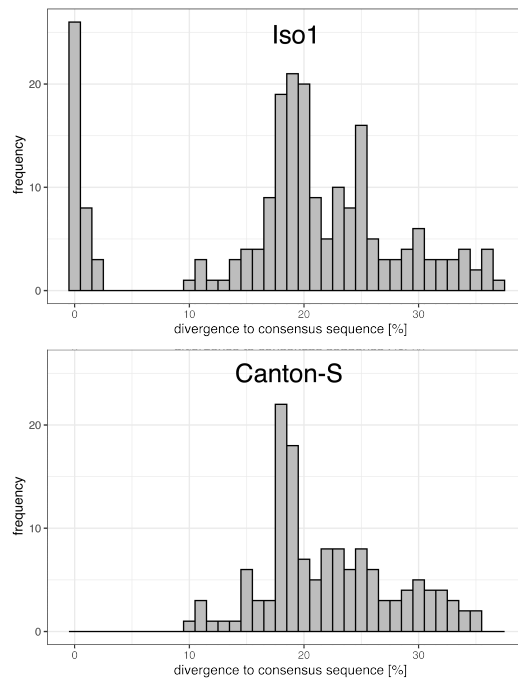 Iso1
20
10
0
frequency
0 10 20 30
divergence to consensus sequence [%]
Canton-S
20
10
0
frequency
0 10 20 30
divergence to consensus sequence [%]